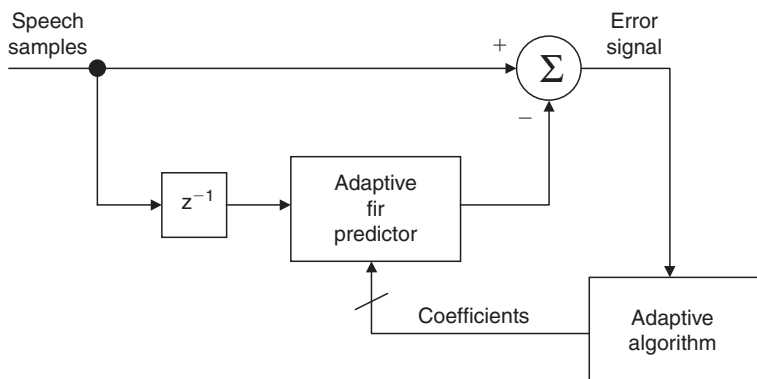 Speech
samples
+
Σ
Error
signal
−
z⁻¹
Adaptive
fir
predictor
Coefficients
Adaptive
algorithm